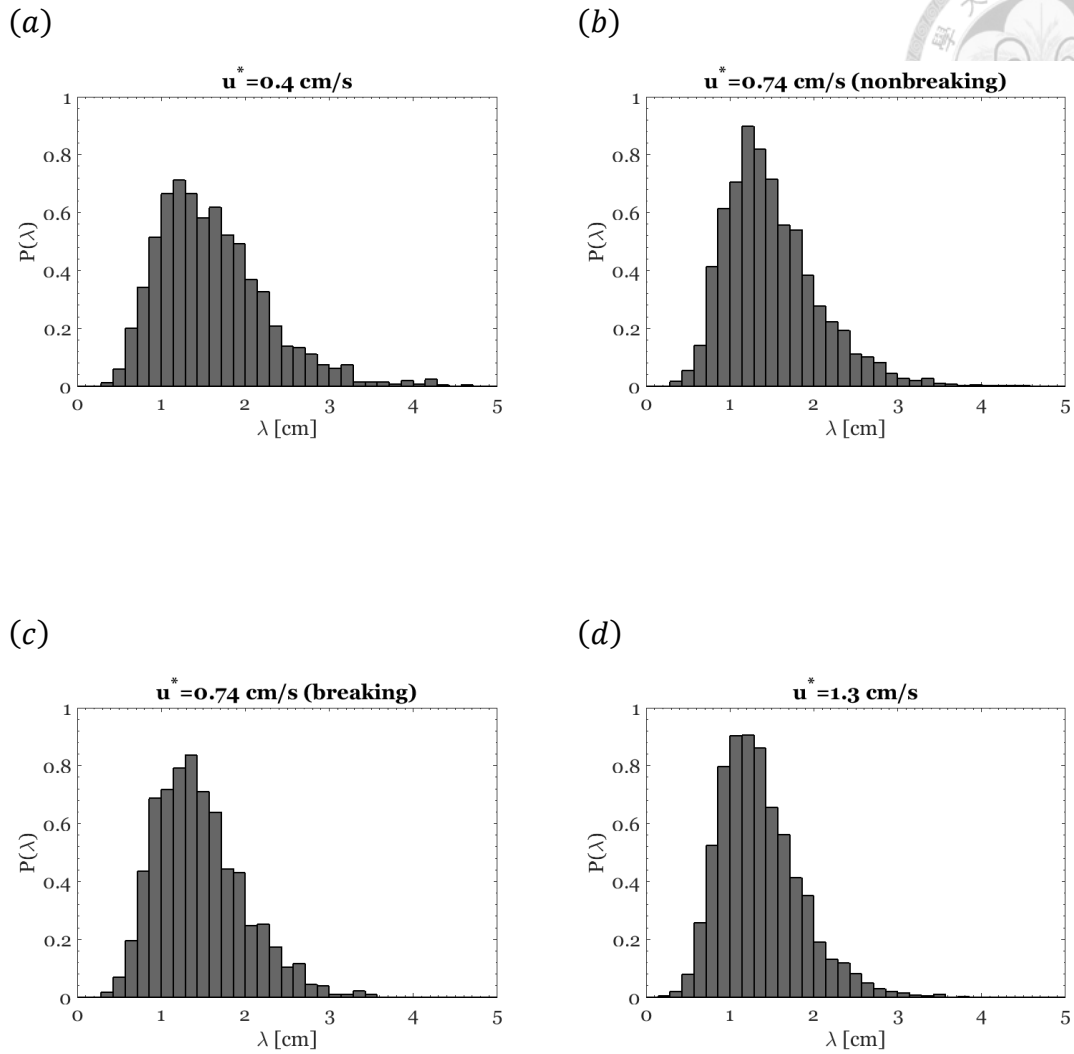 (a)
(b)
學 大
u*=0.4 cm/s
u*=0.74 cm/s (nonbreaking)
1
0.8
0.6
0.4
0.2
0
P(λ)
0 1 2 3 4 5
λ [cm]
1
0.8
0.6
0.4
0.2
0
P(λ)
0 1 2 3 4 5
λ [cm]
(c)
(d)
u*=0.74 cm/s (breaking)
u*=1.3 cm/s
1
0.8
0.6
0.4
0.2
0
P(λ)
0 1 2 3 4 5
λ [cm]
1
0.8
0.6
0.4
0.2
0
P(λ)
0 1 2 3 4 5
λ [cm]